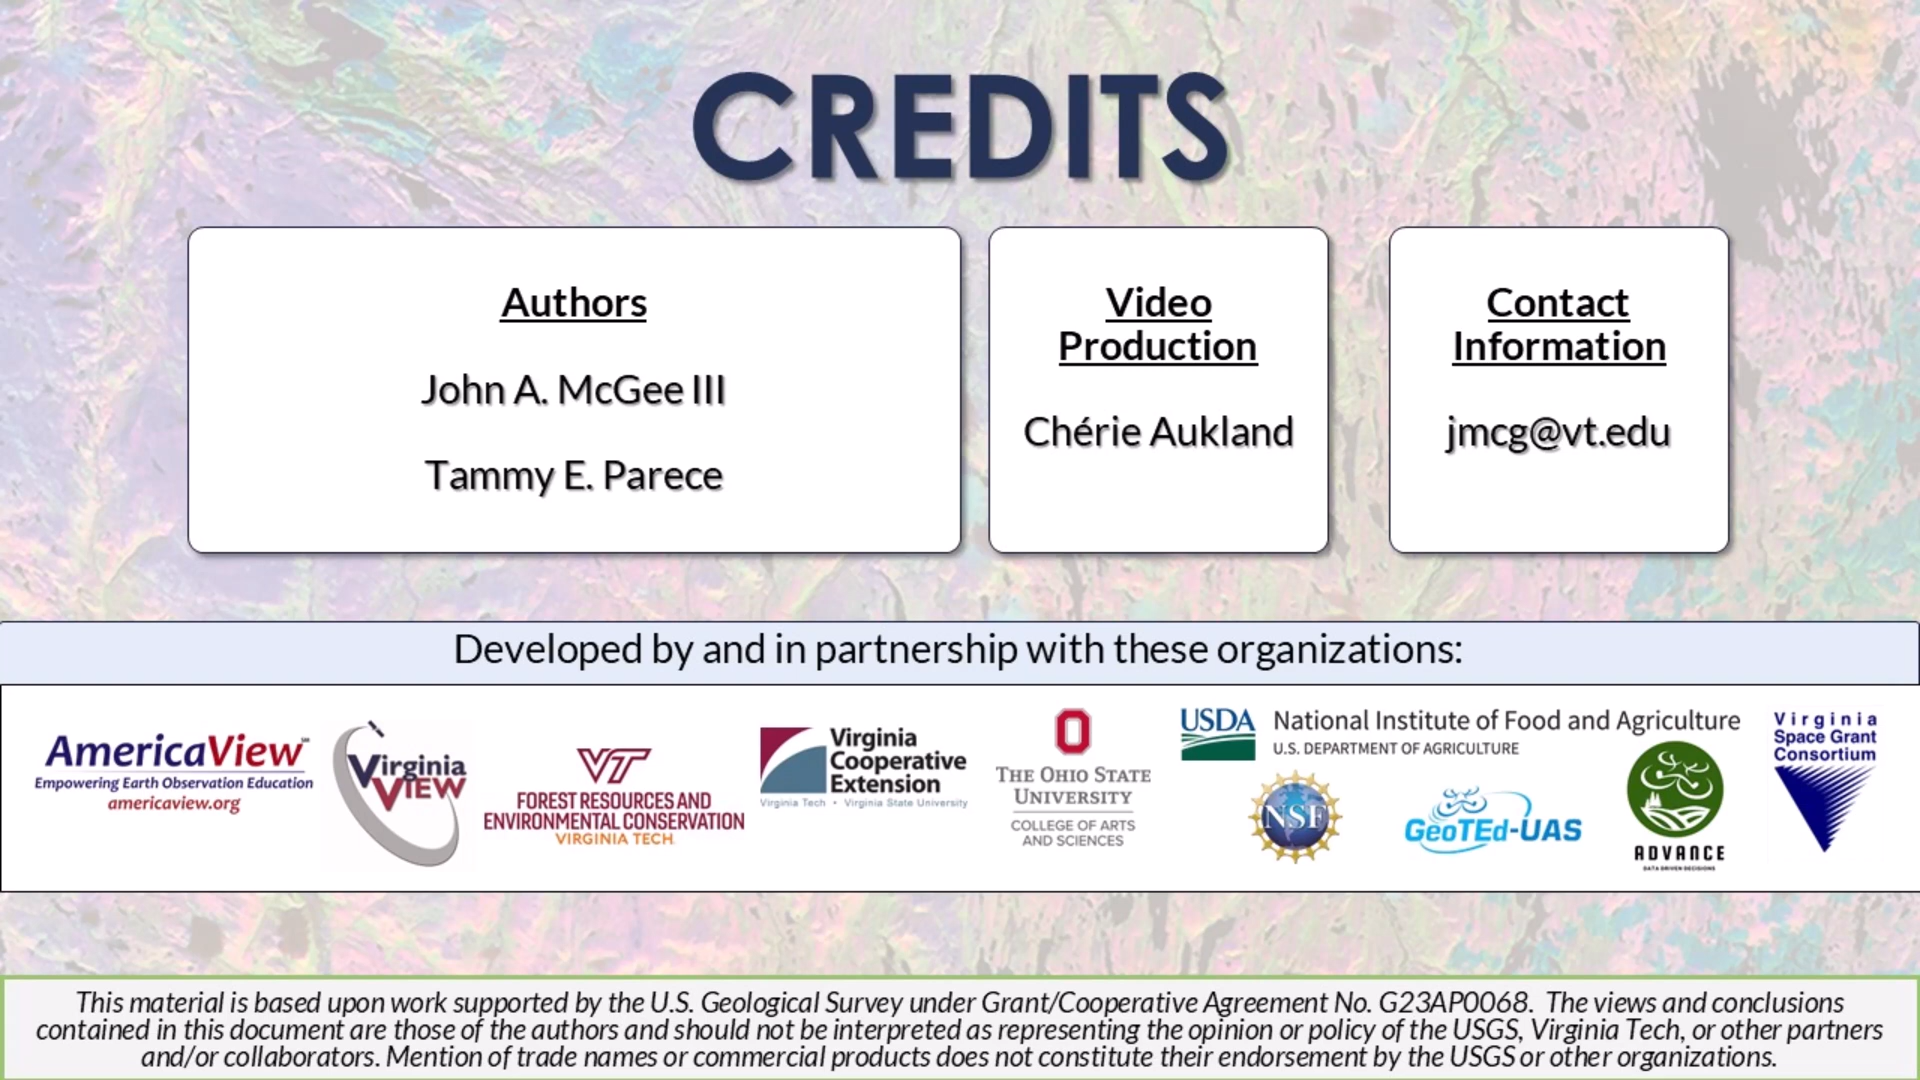 CREDITS
Authors
John A. McGee III
Tammy E. Parece
Video
Production
Chérie Aukland
Contact
Information
jmcg@vt.edu
Developed by and in partnership with these organizations:
AmericaView℠
Empowering Earth Observation Education
americaview.org
Virginia
VIEW
VT
FOREST RESOURCES AND
ENVIRONMENTAL CONSERVATION
VIRGINIA TECH
Virginia
Cooperative
Extension
Virginia Tech • Virginia State University
O
THE OHIO STATE
UNIVERSITY
COLLEGE OF ARTS
AND SCIENCES
USDA
National Institute of Food and Agriculture
U.S. DEPARTMENT OF AGRICULTURE
NSF
GeoTEd-UAS
ADVANCE
DATA DRIVEN DECISIONS
Virginia
Space Grant
Consortium
This material is based upon work supported by the U.S. Geological Survey under Grant/Cooperative Agreement No. G23AP0068. The views and conclusions
contained in this document are those of the authors and should not be interpreted as representing the opinion or policy of the USGS, Virginia Tech, or other partners
and/or collaborators. Mention of trade names or commercial products does not constitute their endorsement by the USGS or other organizations.